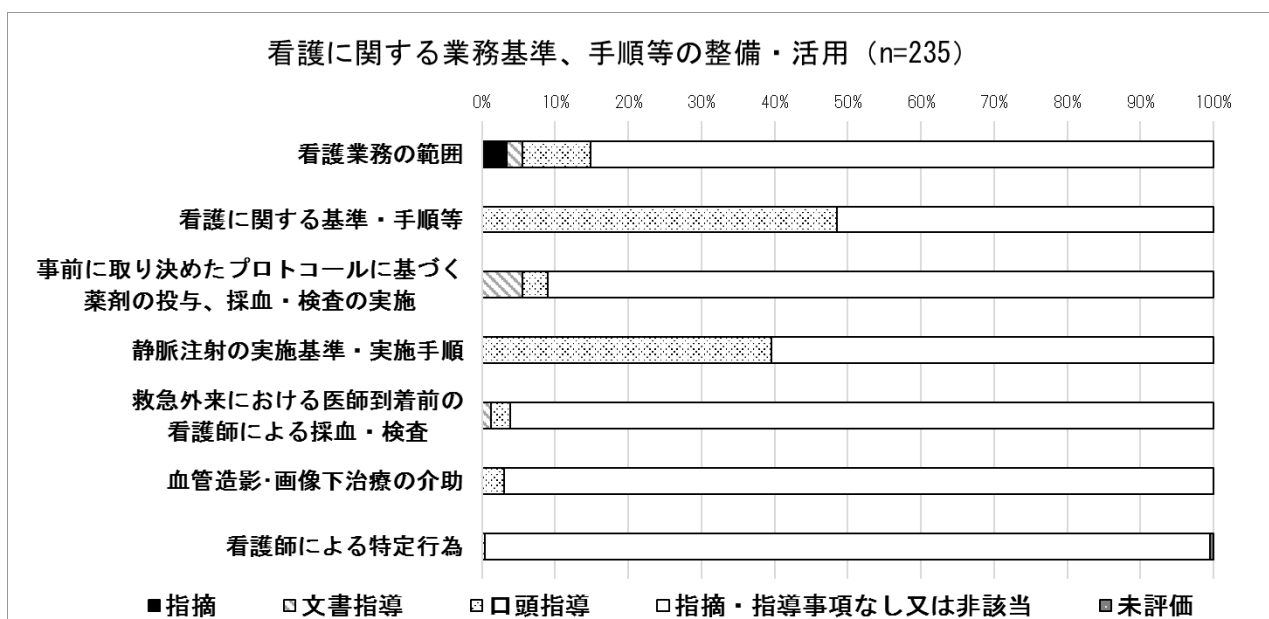 看護に関する業務基準、手順等の整備・活用（n=235）
0% 10% 20% 30% 40% 50% 60% 70% 80% 90% 100%
看護業務の範囲
看護に関する基準・手順等
事前に取り決めたプロトコールに基づく
薬剤の投与、採血・検査の実施
静脈注射の実施基準・実施手順
救急外来における医師到着前の
看護師による採血・検査
血管造影･画像下治療の介助
看護師による特定行為
指摘 文書指導 口頭指導 指摘・指導事項なし又は非該当 未評価